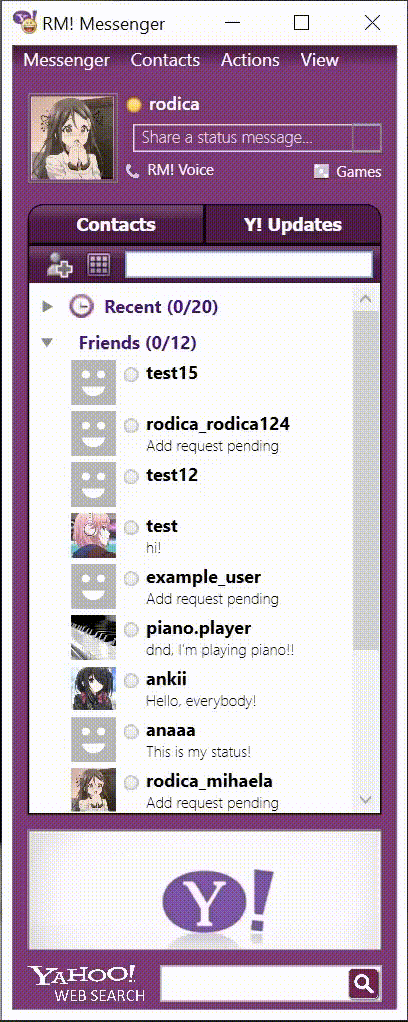 RM! Messenger
Messenger Contacts Actions View
rodica
Share a status message...
RM! Voice
Games
Contacts
Y! Updates
Recent (0/20)
Friends (0/12)
test15
rodica_rodica124
Add request pending
test12
test
hi!
example_user
Add request pending
piano.player
dnd, I'm playing piano!!
ankii
Hello, everybody!
anaaa
This is my status!
rodica_mihaela
Add request pending
Y!
YAHOO!
WEB SEARCH